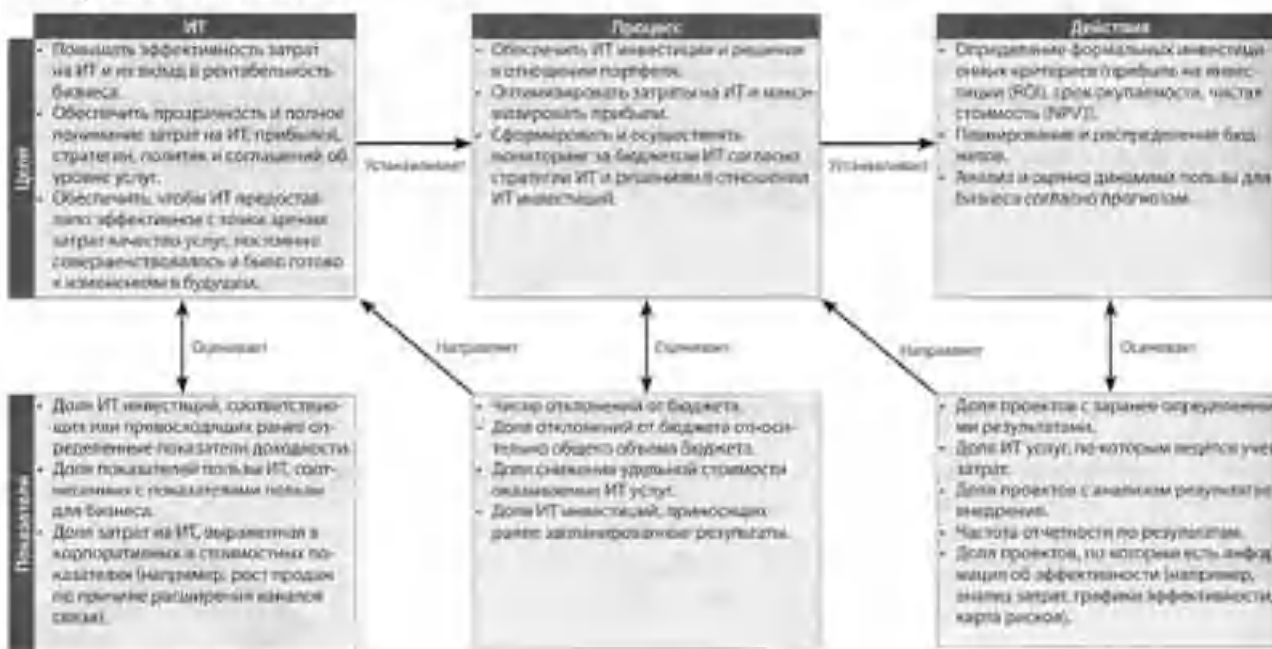 ИТ
Процесс
Действия
Цели
- Повышать эффективность затрат
на ИТ и их вклад в рентабельность
бизнеса.
- Обеспечить прозрачность и полное
понимание затрат на ИТ, прибылей,
стратегии, политик и соглашений об
уровне услуг.
- Обеспечить, чтобы ИТ предостав-
ляло эффективное с точки зрения
затрат качество услуг, постоянно
совершенствовалось и было готово
к изменениям в будущем.
Устанавливает
- Обеспечить ИТ инвестиции и решения
в отношении портфеля.
- Оптимизировать затраты на ИТ и макси-
мизировать прибыли.
- Сформировать и осуществлять
мониторинг за бюджетом ИТ согласно
стратегии ИТ и решениям в отношении
ИТ инвестиций.
Устанавливает
- Определение формальных инвестици-
онных критериев (прибыль на инвес-
тиции (ROI), срок окупаемости, чистая
стоимость (NPV)).
- Планирование и распределение бюд-
жетов.
- Анализ и оценка динамики пользы для
бизнеса согласно прогнозам.
Оценивает
Направляет
Оценивает
Направляет
Оценивает
Показатели
- Доля ИТ инвестиций, соответствую-
щих или превосходящих ранее оп-
ределенные показатели доходности.
- Доля показателей пользы ИТ, соот-
несенных с показателями пользы
для бизнеса.
- Доля затрат на ИТ, выраженная в
корпоративных и стоимостных по-
казателях (например, рост продаж
по причине расширения каналов
связи).
- Число отклонений от бюджета.
- Доля отклонений от бюджета относи-
тельно общего объема бюджета.
- Доля снижения удельной стоимости
оказываемых ИТ услуг.
- Доля ИТ инвестиций, приносящих
ранее запланированные результаты.
- Доля проектов с заранее определенны-
ми результатами.
- Доля ИТ услуг, по которым ведётся учет
затрат.
- Доля проектов с анализом результатов
внедрения.
- Частота отчетности по результатам.
- Доля проектов, по которым есть инфор-
мация об эффективности (например,
анализ затрат, графики эффективности,
карта рисков).